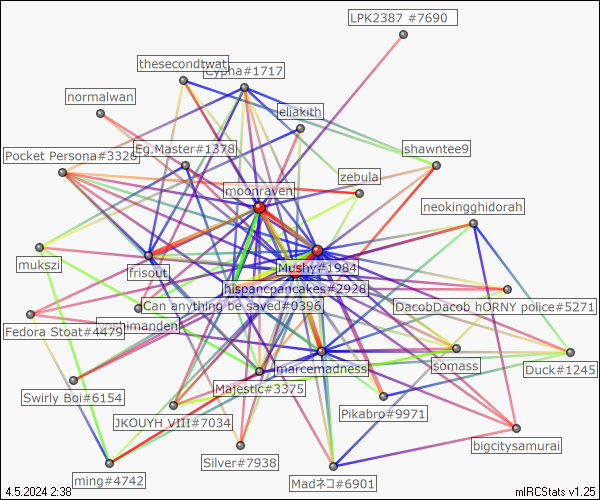 LPK2387 #7690
thesecondtwat
Cypha#1717
normalwan
eliakith
Eg.Master#1378
shawntee9
Pocket Persona#3326
zebula
moonraven
neokingghidorah
mukszi
frisout
Mushy#1984
hispancpancakes#2928
Can anything be saved#0396
DacobDacob hORNY police#5271
Fedora Stoat#4479
marcemadness
somass
Duck#1245
Swirly Boi#6154
Majestic#3375
JKOUYH VIII#7034
Pikabro#9971
bigcitysamurai
Silver#7938
ming#4742
Madネコ#6901
4.5.2024 2:38
mIRCStats v1.25